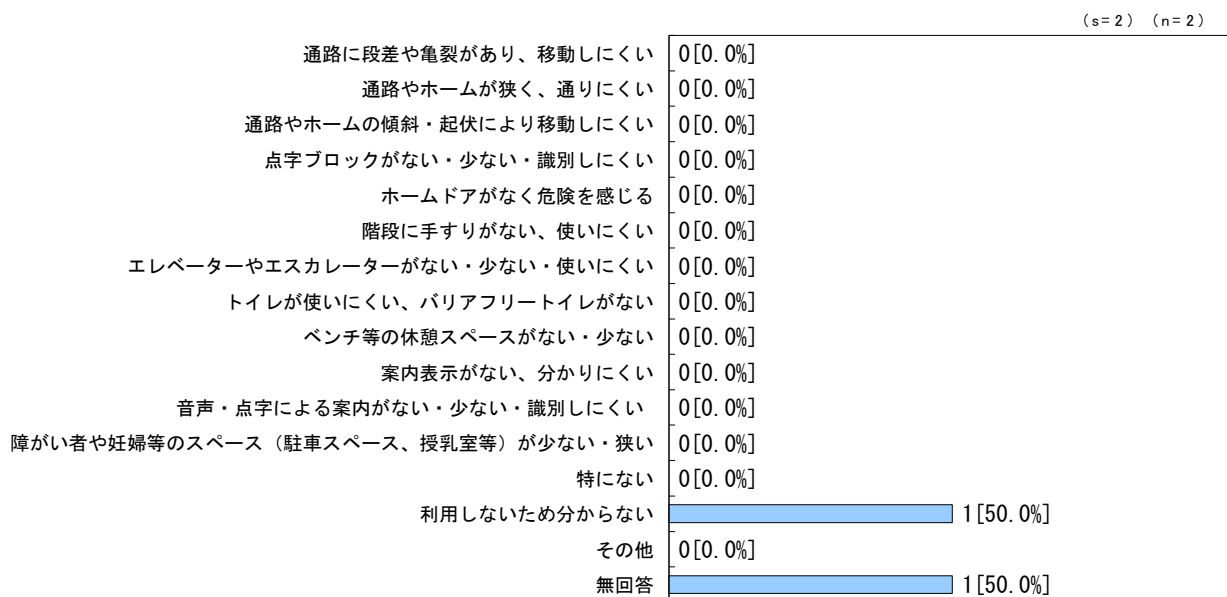 （s=2）（n=2）
通路に段差や亀裂があり、移動しにくい 0[0.0%]
通路やホームが狭く、通りにくい 0[0.0%]
通路やホームの傾斜・起伏により移動しにくい 0[0.0%]
点字ブロックがない・少ない・識別しにくい 0[0.0%]
ホームドアがなく危険を感じる 0[0.0%]
階段に手すりがない、使いにくい 0[0.0%]
エレベーターやエスカレーターがない・少ない・使いにくい 0[0.0%]
トイレが使いにくい、バリアフリートイレがない 0[0.0%]
ベンチ等の休憩スペースがない・少ない 0[0.0%]
案内表示がない、分かりにくい 0[0.0%]
音声・点字による案内がない・少ない・識別しにくい 0[0.0%]
障がい者や妊婦等のスペース（駐車スペース、授乳室等）が少ない・狭い 0[0.0%]
特にない 0[0.0%]
利用しないため分からない 1[50.0%]
その他 0[0.0%]
無回答 1[50.0%]